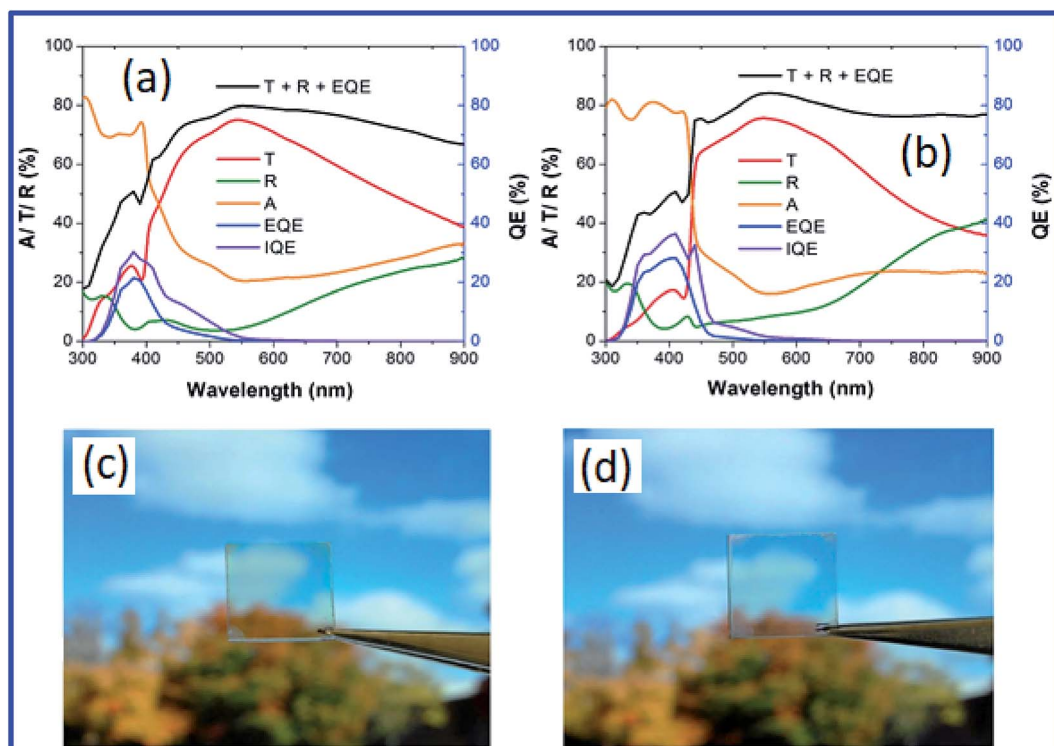 100
80
60
40
20
0
A/ T/ R (%)
(a)
T + R + EQE
T
R
A
EQE
IQE
100
80
60
40
20
0
QE (%)
300 400 500 600 700 800 900
Wavelength (nm)
100
80
60
40
20
0
A/ T/ R (%)
T + R + EQE
(b)
T
R
A
EQE
IQE
100
80
60
40
20
0
QE (%)
300 400 500 600 700 800 900
Wavelength (nm)
(c)
(d)